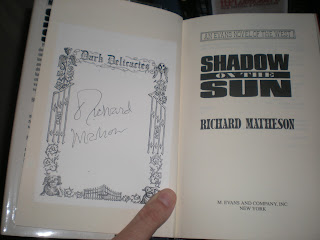 Dark Delicacies
Richard
Matheson
AN EVANS NOVEL OF THE WEST
SHADOW
ON THE
SUN
RICHARD MATHESON
M. EVANS AND COMPANY, INC.
NEW YORK